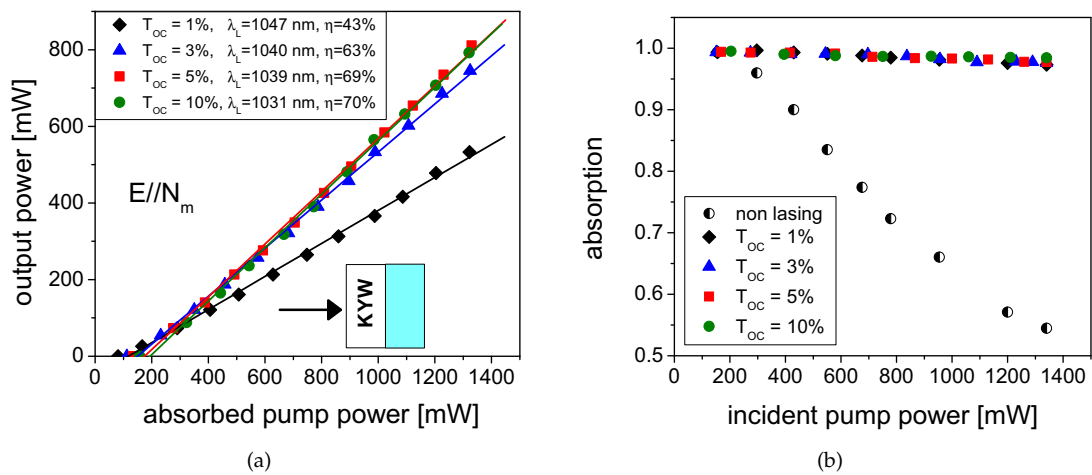 T_OC = 1%, λ_L=1047 nm, η=43%
T_OC = 3%, λ_L=1040 nm, η=63%
T_OC = 5%, λ_L=1039 nm, η=69%
T_OC = 10%, λ_L=1031 nm, η=70%
E//N_m
KYW
output power [mW]
800
600
400
200
0
0 200 400 600 800 1000 1200 1400
absorbed pump power [mW]
(a)
absorption
1.0
0.9
0.8
0.7
0.6
0.5
non lasing
T_OC = 1%
T_OC = 3%
T_OC = 5%
T_OC = 10%
0 200 400 600 800 1000 1200 1400
incident pump power [mW]
(b)